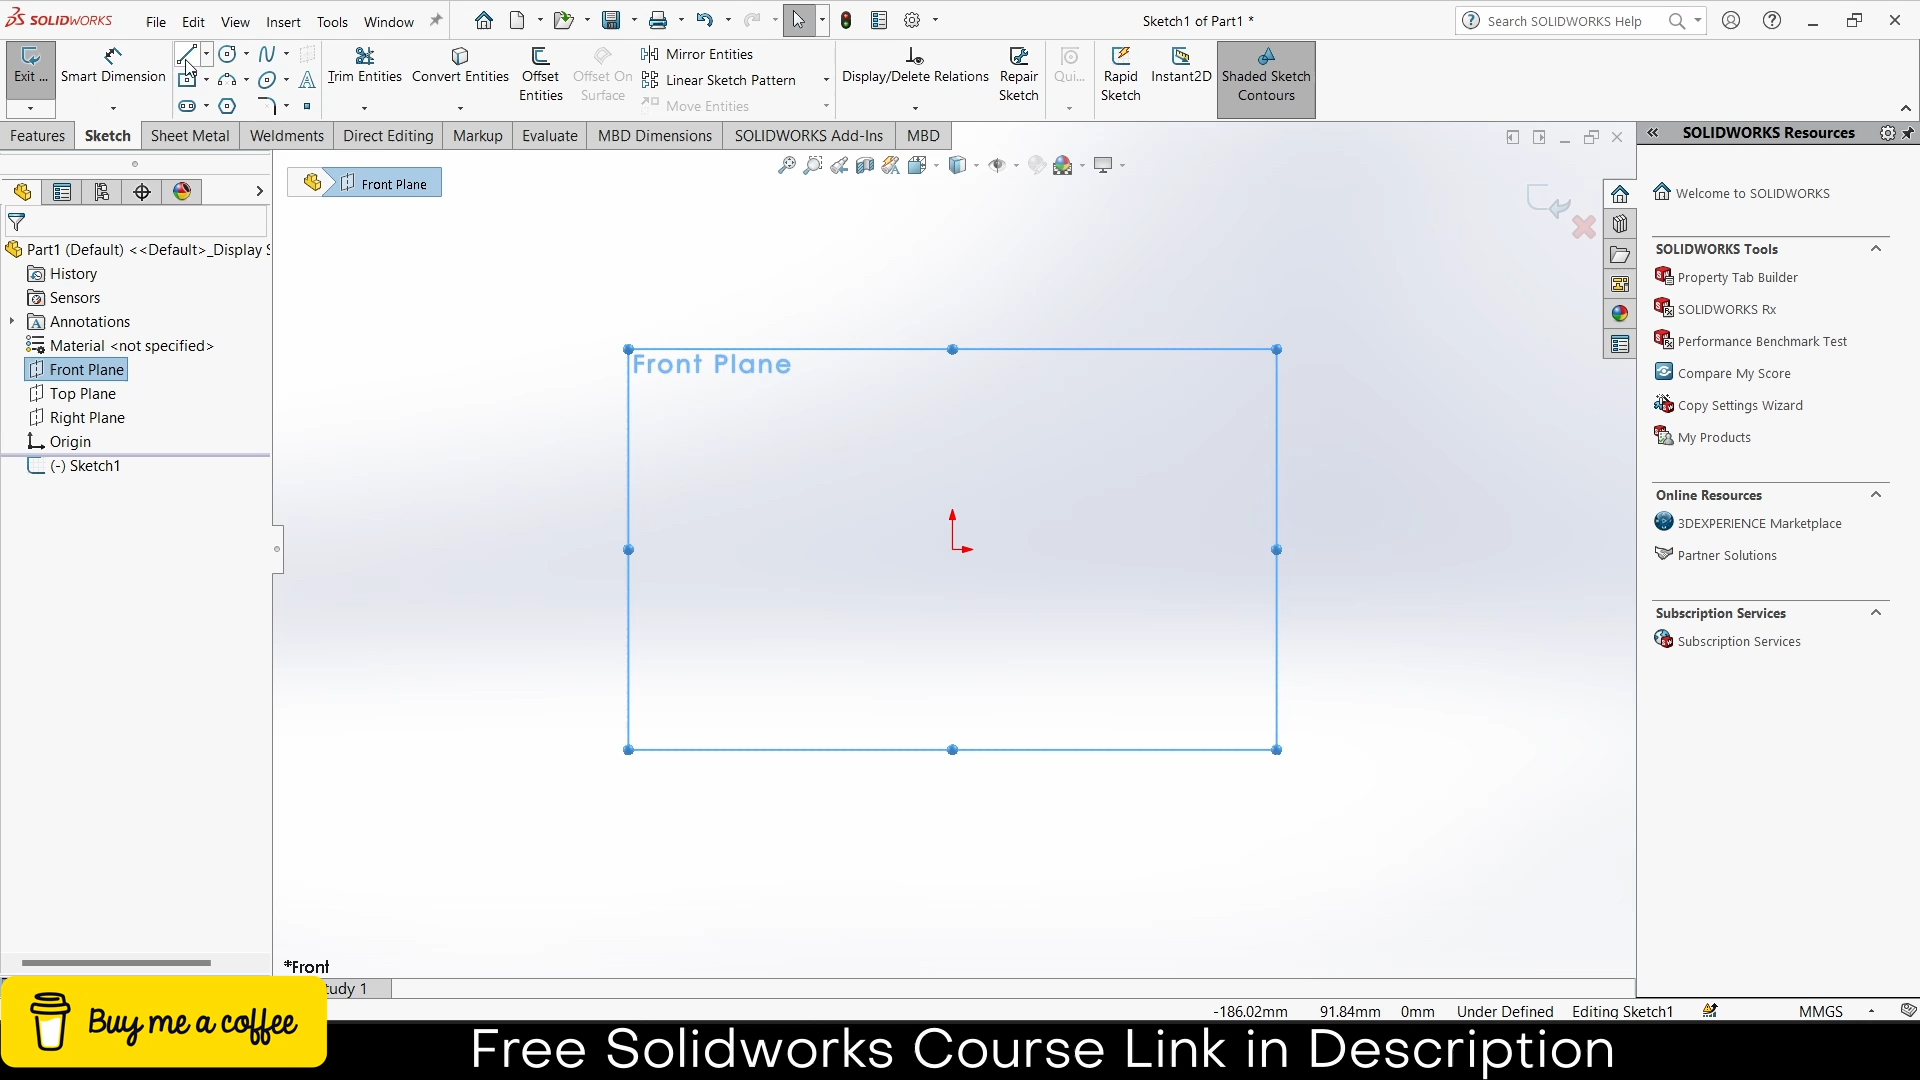 SOLIDWORKS File Edit View Insert Tools Window Sketch1 of Part1 * Search SOLIDWORKS Help
Exit ... Smart Dimension Trim Entities Convert Entities Offset Entities Offset On Surface Mirror Entities Linear Sketch Pattern Move Entities Display/Delete Relations Repair Sketch Qui... Rapid Sketch Instant2D Shaded Sketch Contours
Features Sketch Sheet Metal Weldments Direct Editing Markup Evaluate MBD Dimensions SOLIDWORKS Add-Ins MBD
SOLIDWORKS Resources
Front Plane
Part1 (Default) <<Default>_Display S
History
Sensors
Annotations
Material <not specified>
Front Plane
Top Plane
Right Plane
Origin
(-) Sketch1
Front Plane
*Front
Welcome to SOLIDWORKS
SOLIDWORKS Tools
Property Tab Builder
SOLIDWORKS Rx
Performance Benchmark Test
Compare My Score
Copy Settings Wizard
My Products
Online Resources
3DEXPERIENCE Marketplace
Partner Solutions
Subscription Services
Subscription Services
tudy 1
-186.02mm 91.84mm 0mm Under Defined Editing Sketch1 MMGS
Buy me a coffee
Free Solidworks Course Link in Description